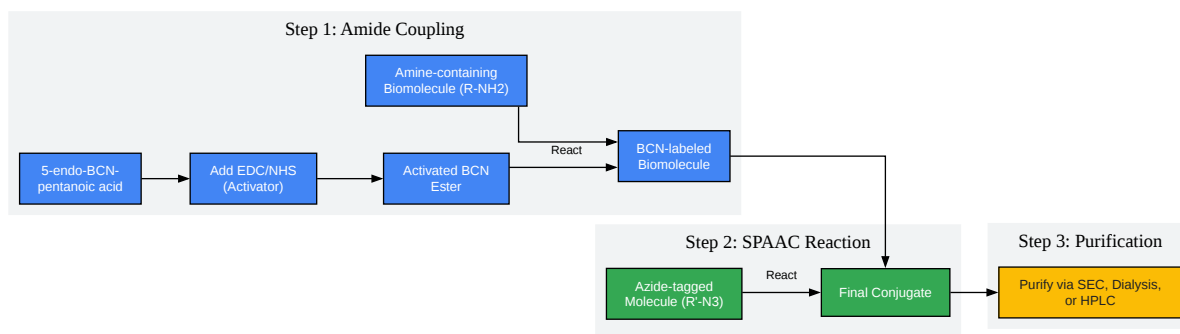 Step 1: Amide Coupling
Amine-containing
Biomolecule (R-NH2)
React
5-endo-BCN-
pentanoic acid
Add EDC/NHS
(Activator)
Activated BCN
Ester
BCN-labeled
Biomolecule
Step 2: SPAAC Reaction
Azide-tagged
Molecule (R'-N3)
React
Final Conjugate
Step 3: Purification
Purify via SEC, Dialysis,
or HPLC